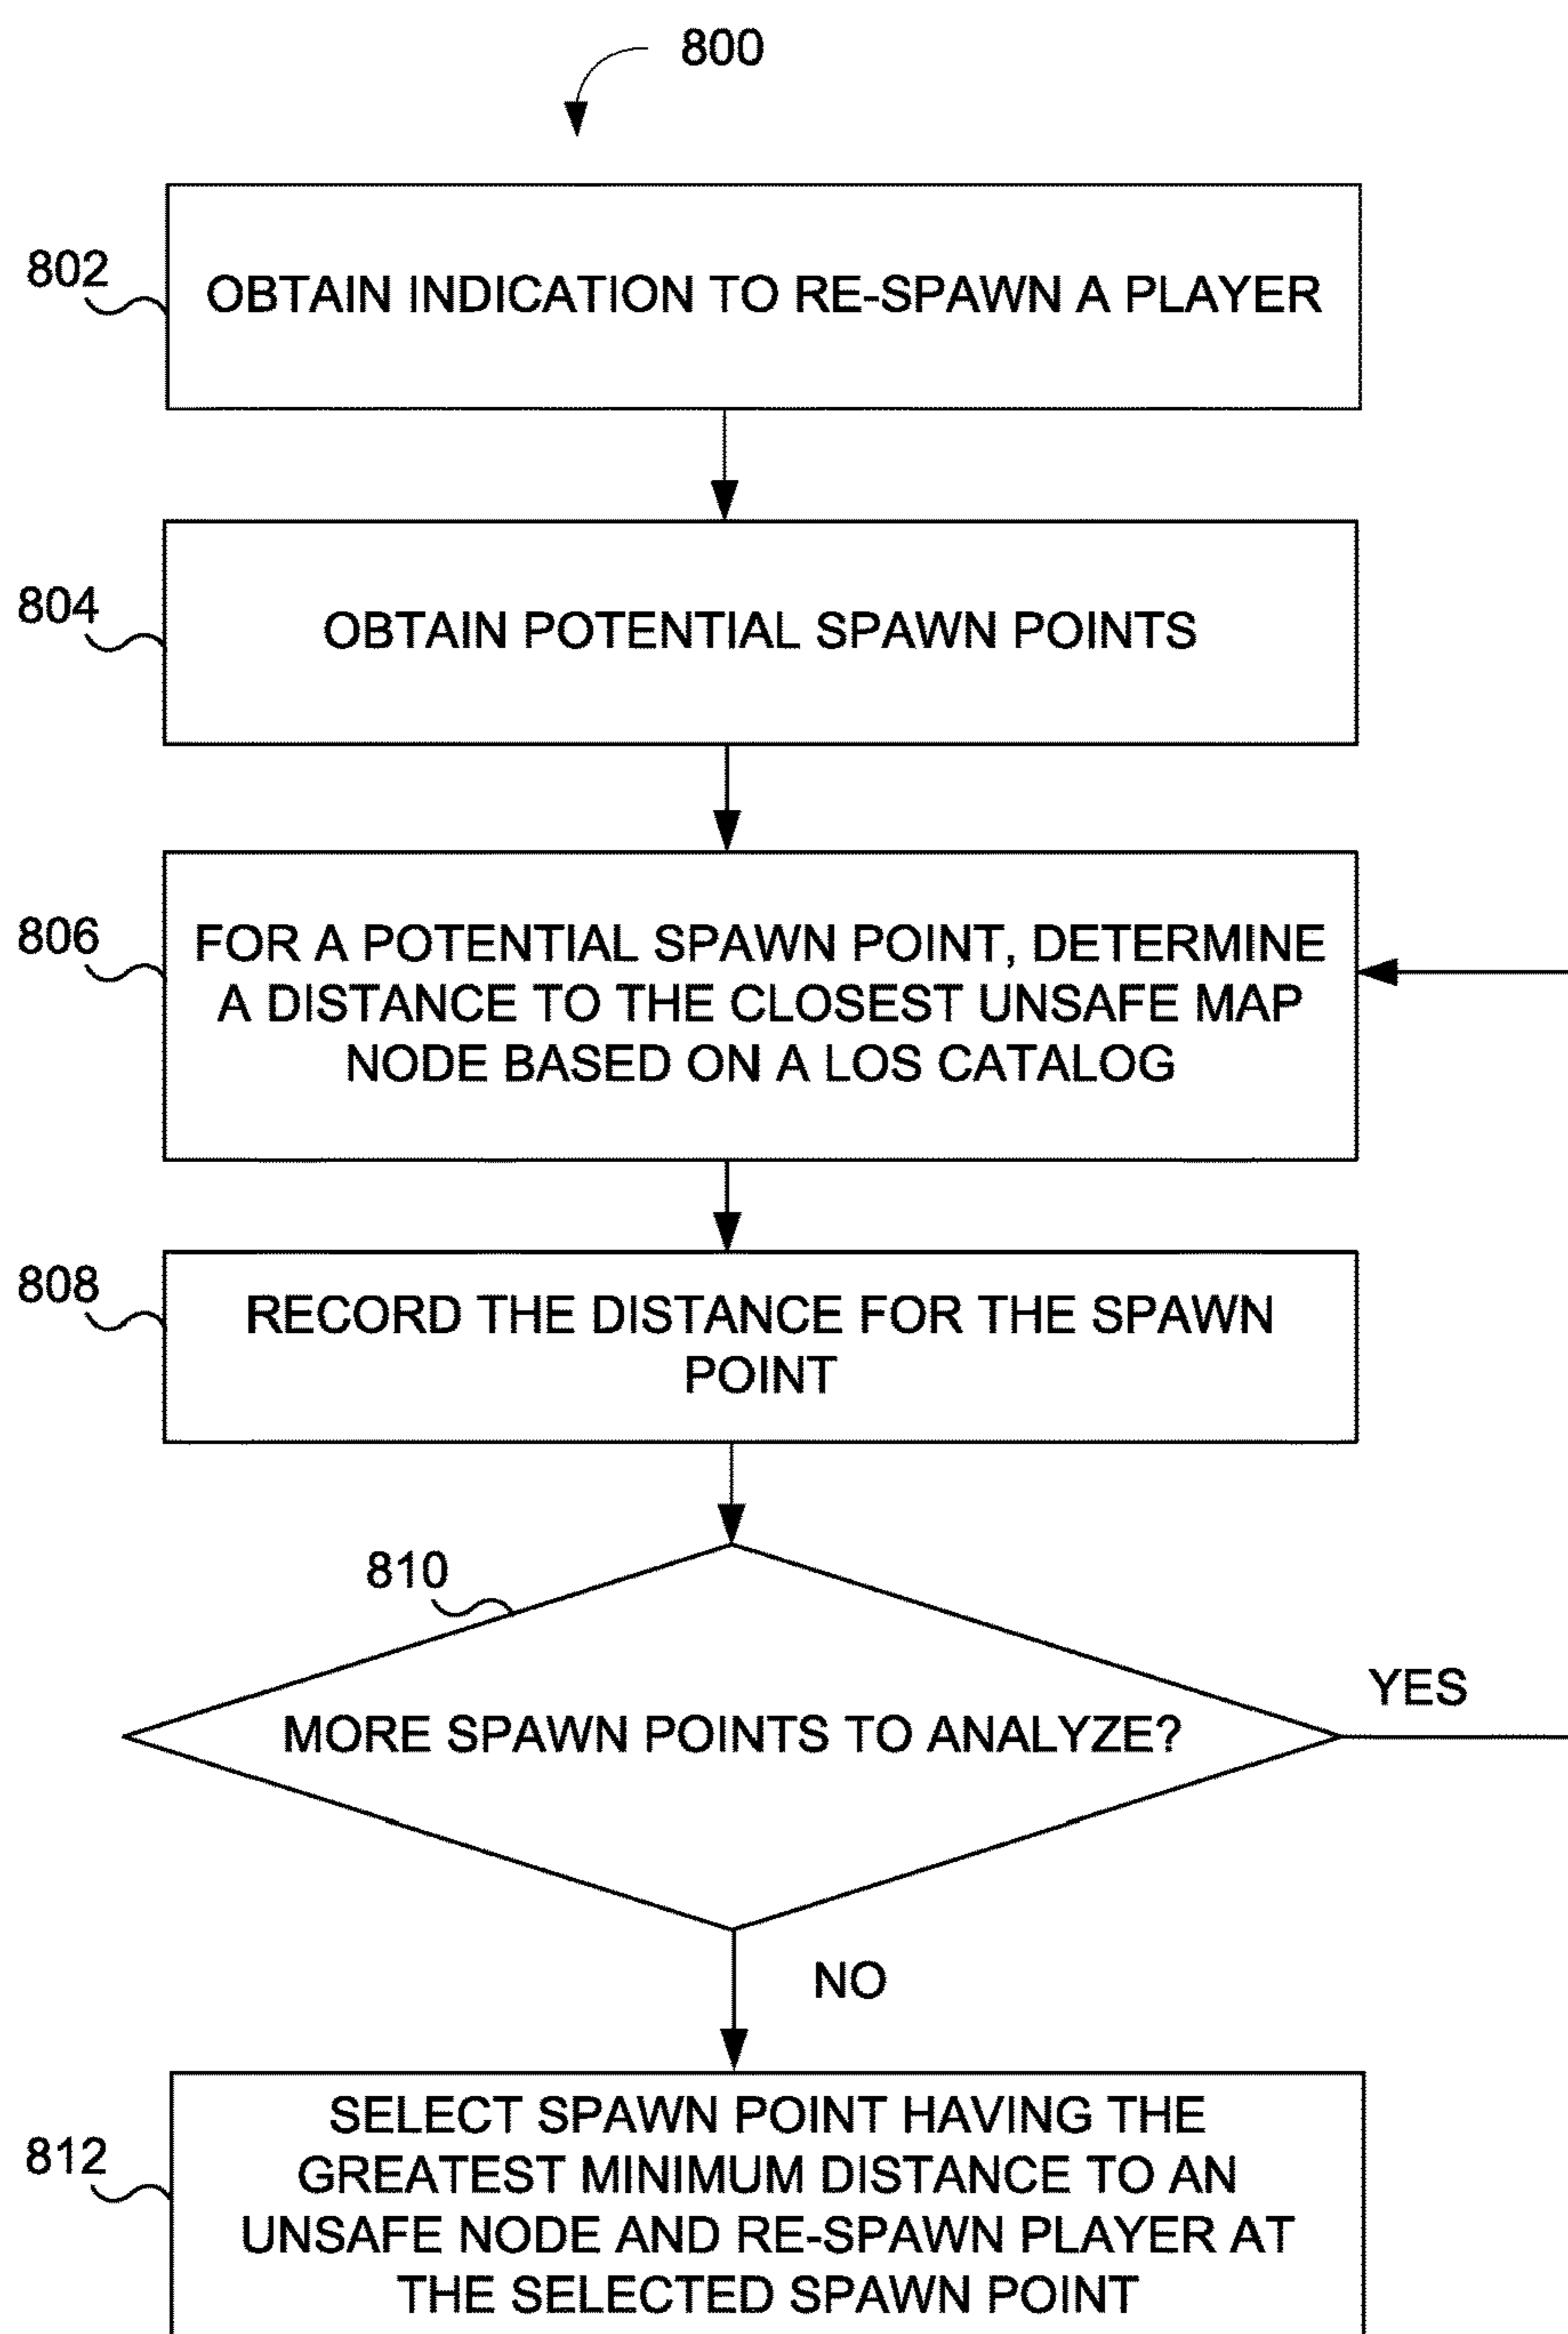 800
802
OBTAIN INDICATION TO RE-SPAWN A PLAYER
804
OBTAIN POTENTIAL SPAWN POINTS
806
FOR A POTENTIAL SPAWN POINT, DETERMINE
A DISTANCE TO THE CLOSEST UNSAFE MAP
NODE BASED ON A LOS CATALOG
808
RECORD THE DISTANCE FOR THE SPAWN
POINT
810
MORE SPAWN POINTS TO ANALYZE?
YES
NO
812
SELECT SPAWN POINT HAVING THE
GREATEST MINIMUM DISTANCE TO AN
UNSAFE NODE AND RE-SPAWN PLAYER AT
THE SELECTED SPAWN POINT